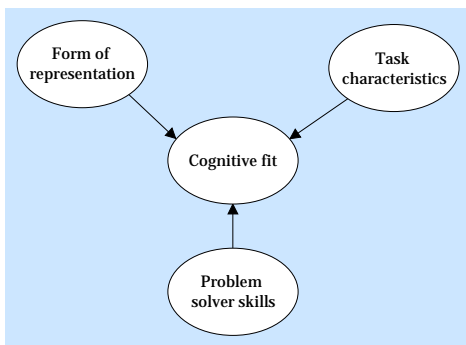 Form of
representation
Task
characteristics
Cognitive fit
Problem
solver skills